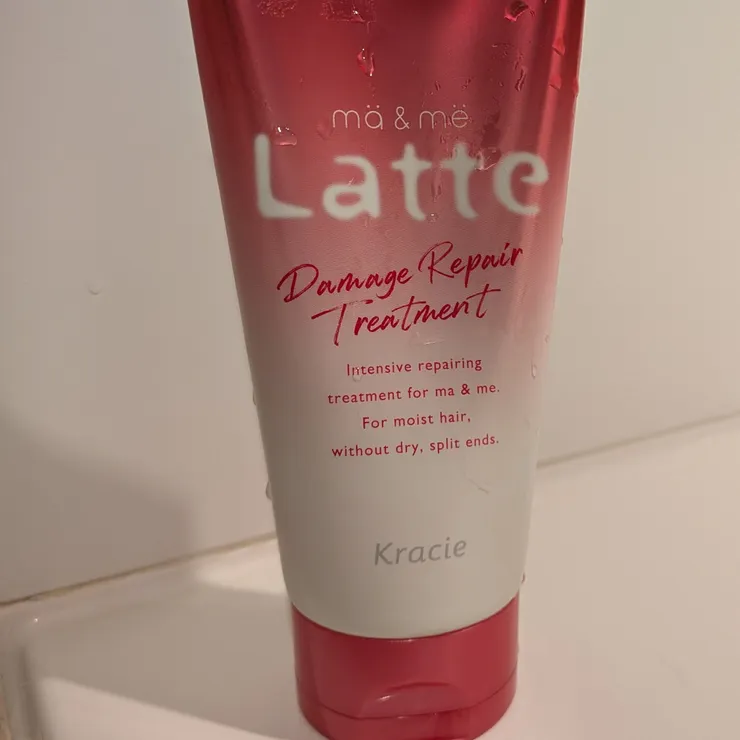 mä & më
Latte
Damage Repair
Treatment
Intensive repairing
treatment for ma & me.
For moist hair,
without dry, split ends.
Kracie